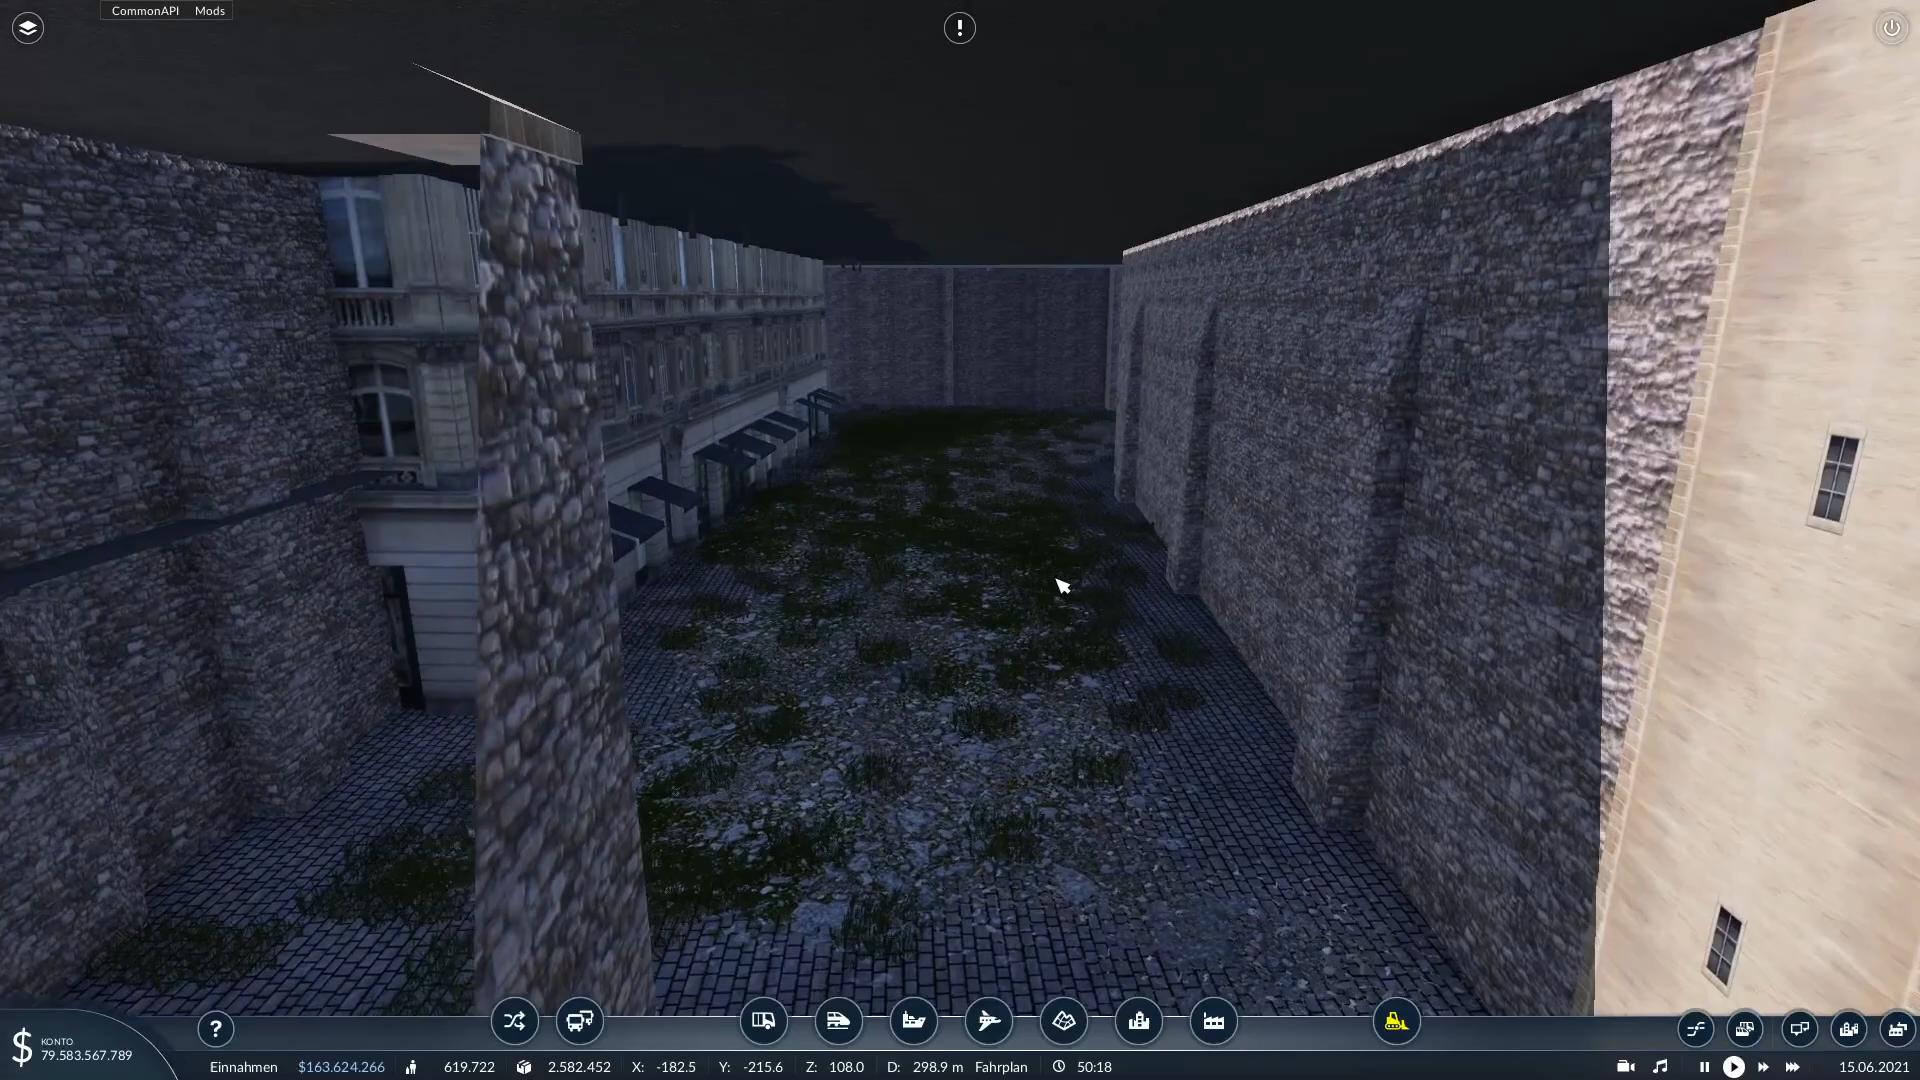 CommonAPI Mods
!
?
$ KONTO
79.583.567.789
Einnahmen $163.624.266 619.722 2.582.452 X: -182.5 Y: -215.6 Z: 108.0 D: 298.9 m Fahrplan 50:18 15.06.2021